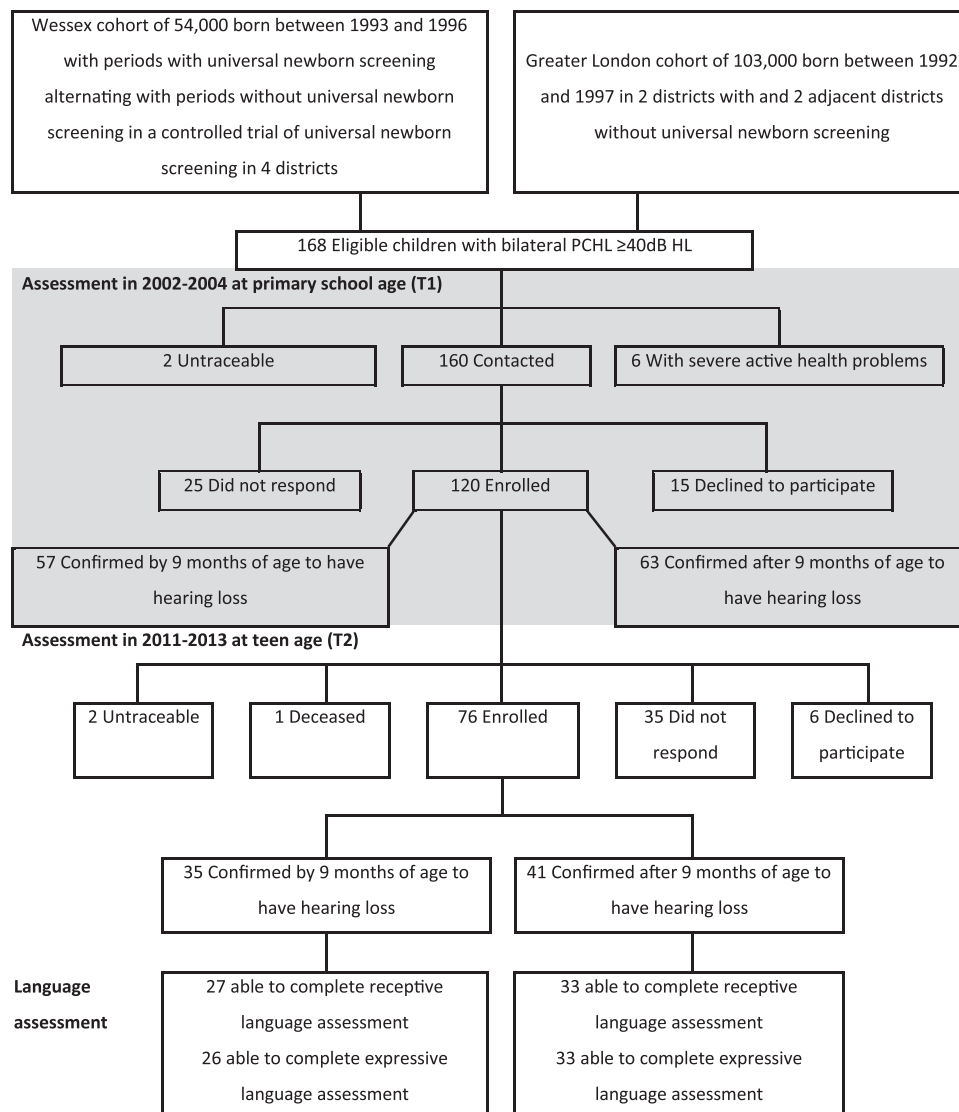 Wessex cohort of 54,000 born between 1993 and 1996
with periods with universal newborn screening
alternating with periods without universal newborn
screening in a controlled trial of universal newborn
screening in 4 districts
Greater London cohort of 103,000 born between 1992
and 1997 in 2 districts with and 2 adjacent districts
without universal newborn screening
168 Eligible children with bilateral PCHL ≥40dB HL
Assessment in 2002-2004 at primary school age (T1)
2 Untraceable
160 Contacted
6 With severe active health problems
25 Did not respond
120 Enrolled
15 Declined to participate
57 Confirmed by 9 months of age to have
hearing loss
63 Confirmed after 9 months of age to
have hearing loss
Assessment in 2011-2013 at teen age (T2)
2 Untraceable
1 Deceased
76 Enrolled
35 Did not
respond
6 Declined to
participate
35 Confirmed by 9 months of age to
have hearing loss
41 Confirmed after 9 months of age to
have hearing loss
Language
assessment
27 able to complete receptive
language assessment
26 able to complete expressive
language assessment
33 able to complete receptive
language assessment
33 able to complete expressive
language assessment